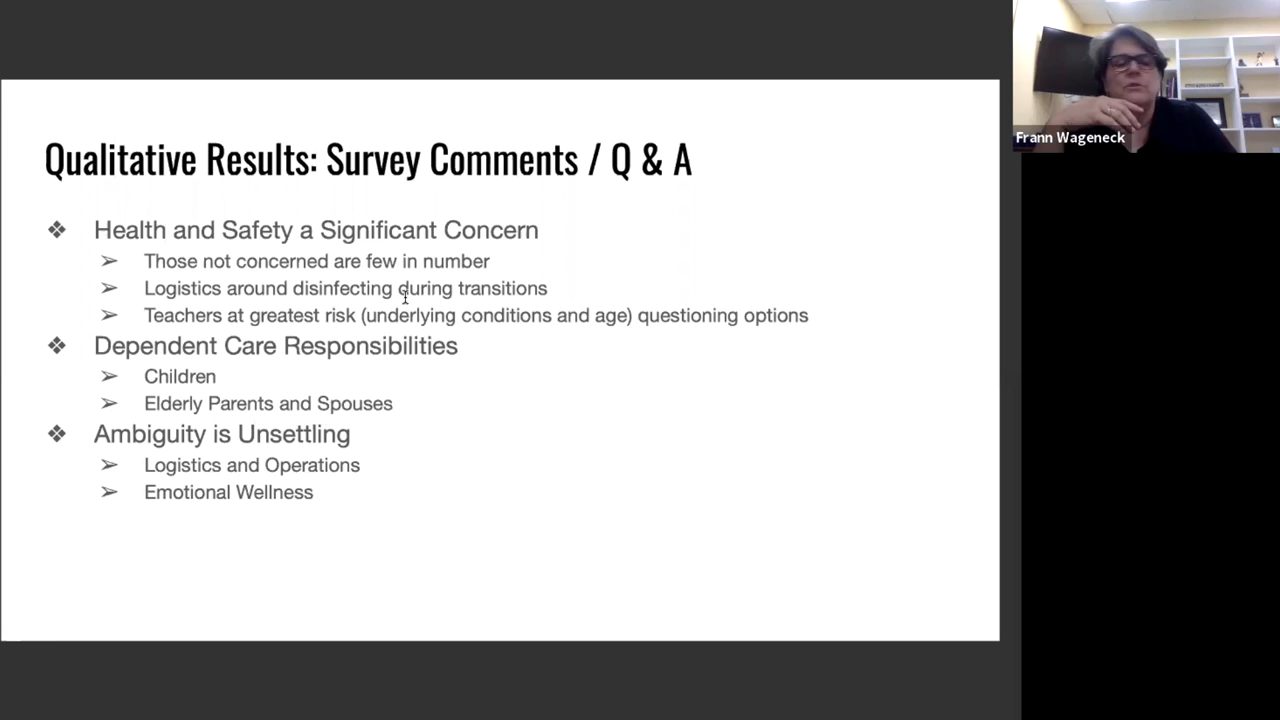 Qualitative Results: Survey Comments / Q & A
❖ Health and Safety a Significant Concern
➢ Those not concerned are few in number
➢ Logistics around disinfecting during transitions
➢ Teachers at greatest risk (underlying conditions and age) questioning options
❖ Dependent Care Responsibilities
➢ Children
➢ Elderly Parents and Spouses
❖ Ambiguity is Unsettling
➢ Logistics and Operations
➢ Emotional Wellness
Frann Wageneck